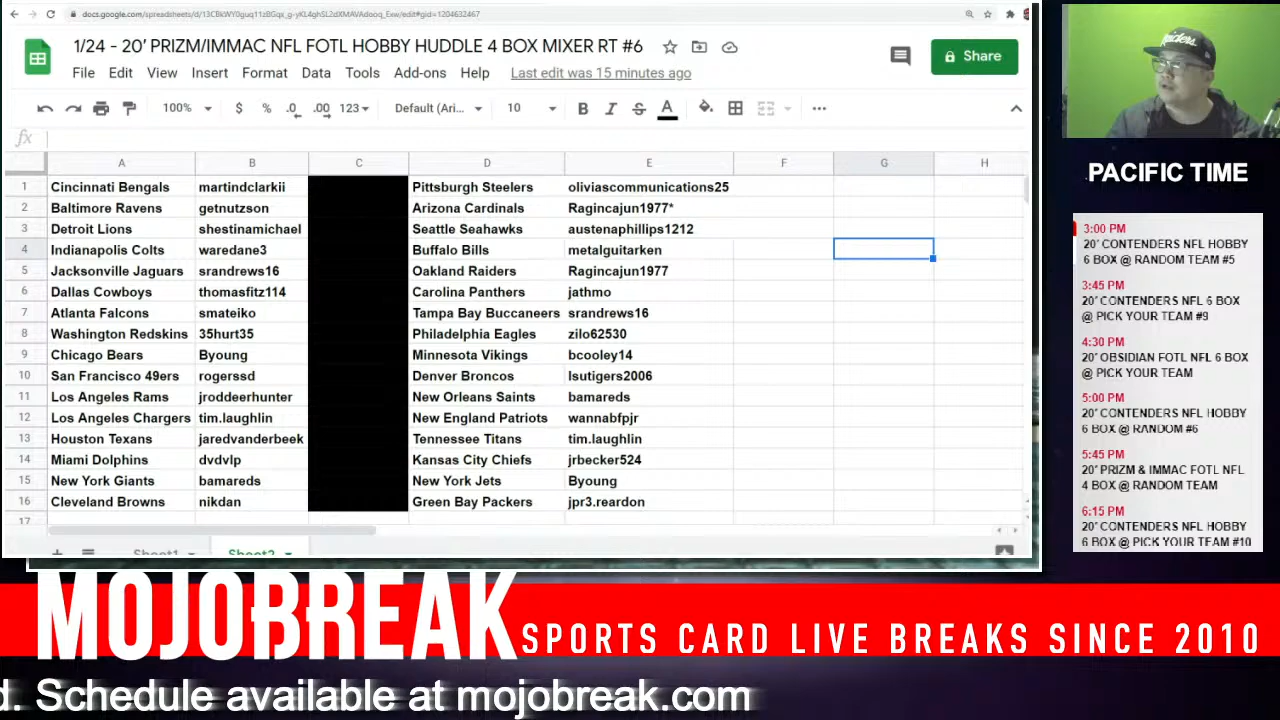 docs.google.com/spreadsheets/d/13CBkWY0guq11zBGqx_g-yKL4ghSL2dXMAVAdooq_Exw/edit#gid=1204632467
1/24 - 20' PRIZM/IMMAC NFL FOTL HOBBY HUDDLE 4 BOX MIXER RT #6
Share
File Edit View Insert Format Data Tools Add-ons Help Last edit was 15 minutes ago
100% $ % .0 .00 123 Default (Ari... 10 B I S A
fx
A B C D E F G H
1 Cincinnati Bengals martindclarkii Pittsburgh Steelers oliviascommunications25
2 Baltimore Ravens getnutzson Arizona Cardinals Ragincajun1977*
3 Detroit Lions shestinamichael Seattle Seahawks austenaphillips1212
4 Indianapolis Colts waredane3 Buffalo Bills metalguitarken
5 Jacksonville Jaguars srandrews16 Oakland Raiders Ragincajun1977
6 Dallas Cowboys thomasfitz114 Carolina Panthers jathmo
7 Atlanta Falcons smateiko Tampa Bay Buccaneers srandrews16
8 Washington Redskins 35hurt35 Philadelphia Eagles zilo62530
9 Chicago Bears Byoung Minnesota Vikings bcooley14
10 San Francisco 49ers rogerssd Denver Broncos lsutigers2006
11 Los Angeles Rams jroddeerhunter New Orleans Saints bamareds
12 Los Angeles Chargers tim.laughlin New England Patriots wannabfpjr
13 Houston Texans jaredvanderbeek Tennessee Titans tim.laughlin
14 Miami Dolphins dvdvlp Kansas City Chiefs jrbecker524
15 New York Giants bamareds New York Jets Byoung
16 Cleveland Browns nikdan Green Bay Packers jpr3.reardon
17
Sheet1 Sheet2
Raiders
PACIFIC TIME
3:00 PM
20' CONTENDERS NFL HOBBY
6 BOX @ RANDOM TEAM #5
3:45 PM
20' CONTENDERS NFL 6 BOX
@ PICK YOUR TEAM #9
4:30 PM
20' OBSIDIAN FOTL NFL 6 BOX
@ PICK YOUR TEAM
5:00 PM
20' CONTENDERS NFL HOBBY
6 BOX @ RANDOM #6
5:45 PM
20' PRIZM & IMMAC FOTL NFL
4 BOX @ RANDOM TEAM
6:15 PM
20' CONTENDERS NFL HOBBY
6 BOX @ PICK YOUR TEAM #10
MOJOBREAK
SPORTS CARD LIVE BREAKS SINCE 2010
d. Schedule available at mojobreak.com